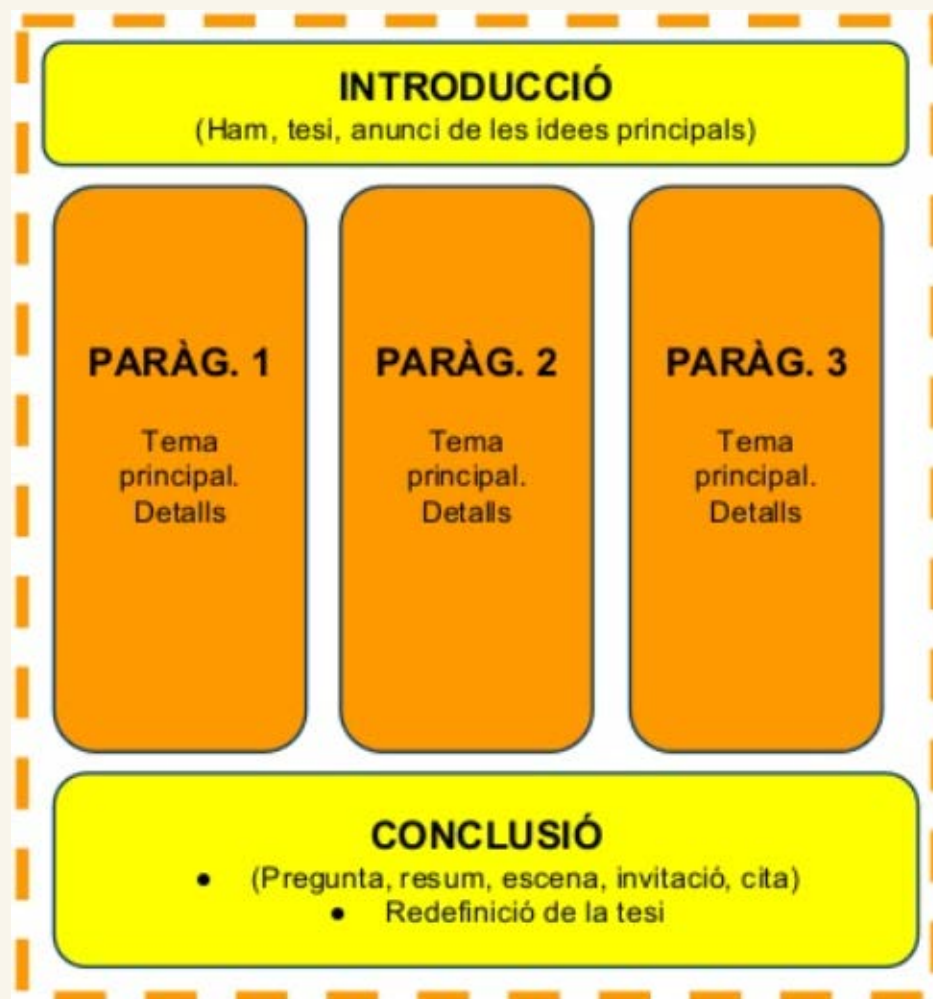 INTRODUCCIÓ
(Ham, tesi, anunci de les idees principals)
PARÀG. 1
Tema
principal.
Detalls
PARÀG. 2
Tema
principal.
Detalls
PARÀG. 3
Tema
principal.
Detalls
CONCLUSIÓ
● (Pregunta, resum, escena, invitació, cita)
● Redefinició de la tesi